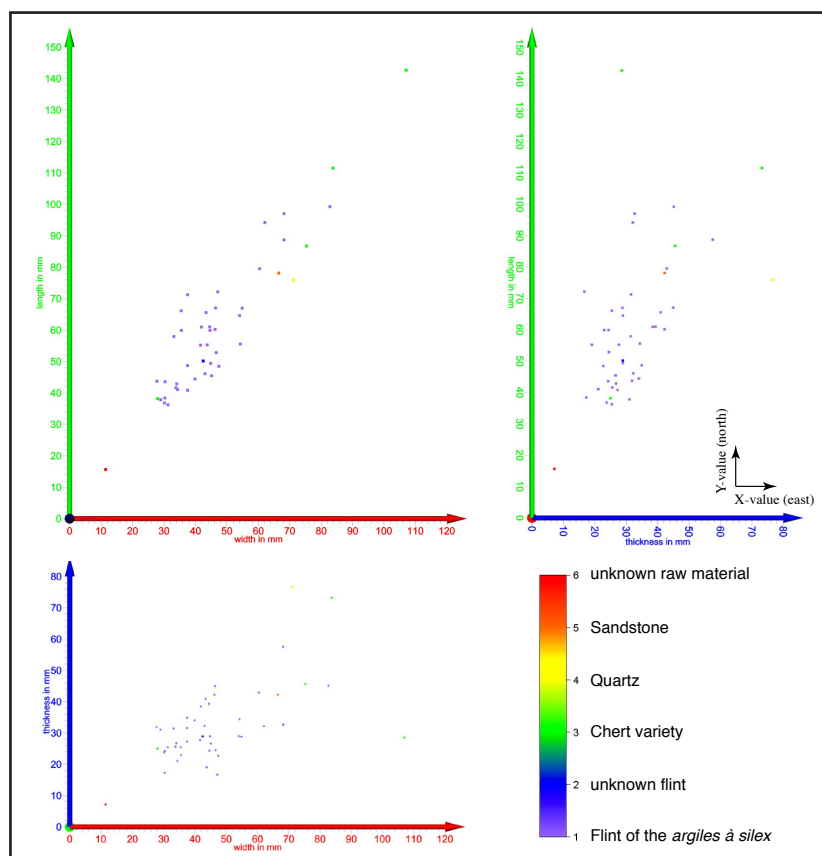 150
140
130
120
110
100
90
80
70
60
50
40
30
20
10
0
length in mm
0 10 20 30 40 50 60 70 80 90 100 110 120
width in mm
150
140
130
120
110
100
90
80
70
60
50
40
30
20
10
0
length in mm
0 10 20 30 40 50 60 70 80
thickness in mm
Y-value (north)
X-value (east)
80
70
60
50
40
30
20
10
0
thickness in mm
0 10 20 30 40 50 60 70 80 90 100 110 120
width in mm
6 unknown raw material
5 Sandstone
4 Quartz
3 Chert variety
2 unknown flint
1 Flint of the argiles à silex